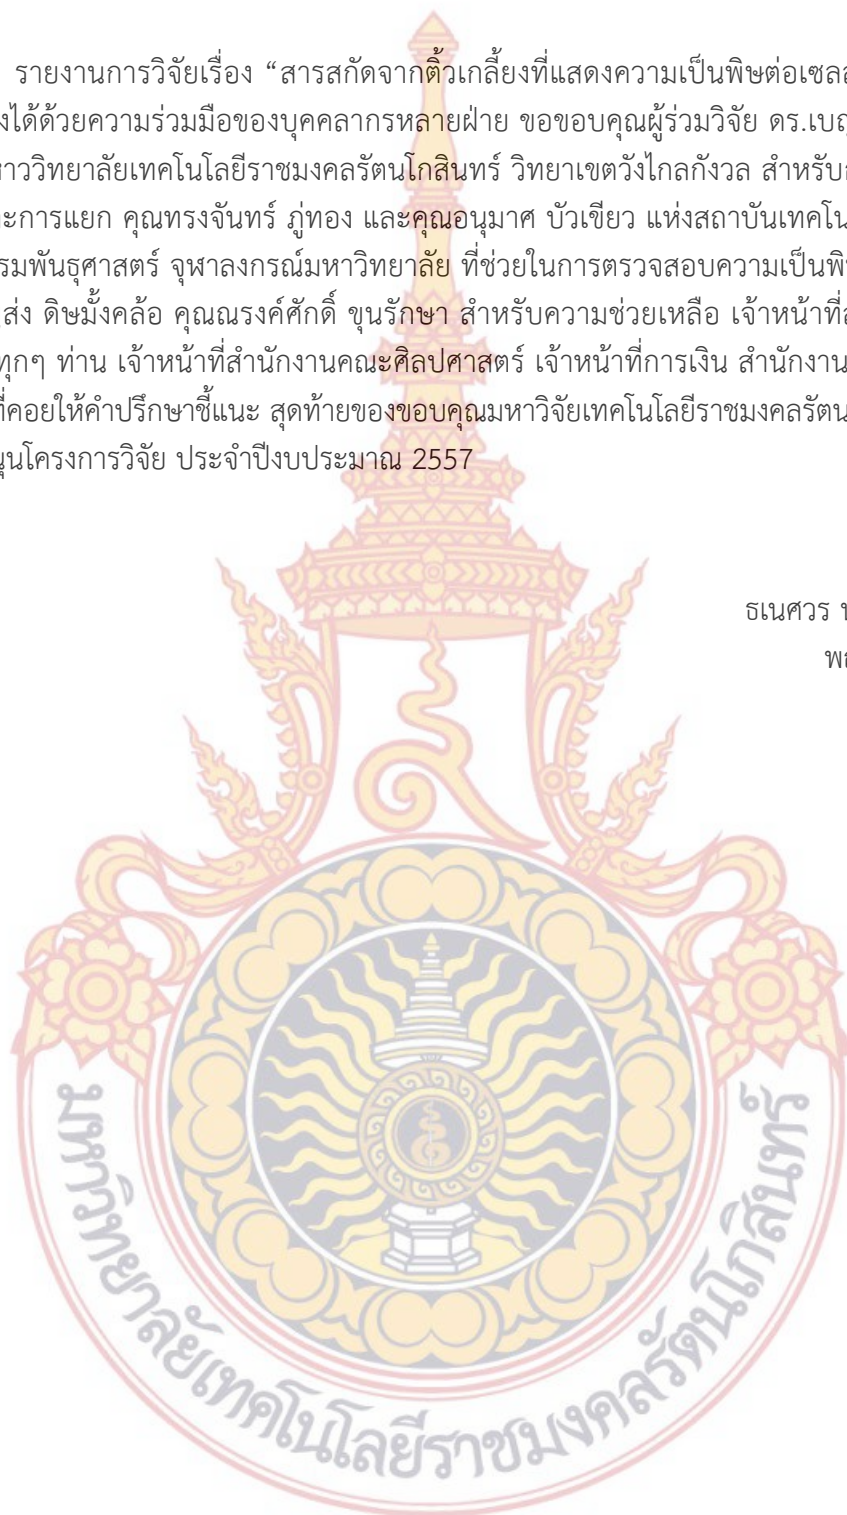 รายงานการวิจัยเรื่อง “สารสกัดจากติ้วเกลี้ยงที่แสดงความเป็นพิษต่อเซลล
งได้ด้วยความร่วมมือของบุคคลากรหลายฝ่าย ขอขอบคุณผู้ร่วมวิจัย ดร.เบญ
หาววิทยาลัยเทคโนโลยีราชมงคลรัตนโกสินทร์ วิทยาเขตวังไกลกังวล สำหรับก
ละการแยก คุณทรงจันทร์ ภู่ทอง และคุณอนุมาศ บัวเขียว แห่งสถาบันเทคโน
รมพันธุศาสตร์ จุฬาลงกรณ์มหาวิทยาลัย ที่ช่วยในการตรวจสอบความเป็นพิษ
ส่ง ดิษมั้งคล้อ คุณณรงค์ศักดิ์ ขุนรักษา สำหรับความช่วยเหลือ เจ้าหน้าที่ส
ทุกๆ ท่าน เจ้าหน้าที่สำนักงานคณะศิลปศาสตร์ เจ้าหน้าที่การเงิน สำนักงาน
ที่คอยให้คำปรึกษาชี้แนะ สุดท้ายของขอบคุณมหาวิจัยเทคโนโลยีราชมงคลรัตน
นุนโครงการวิจัย ประจำปีงบประมาณ 2557
ธเนศวร
มหาวิทยาลัยเทคโนโลยีราชมงคลรัตนโกสินทร์